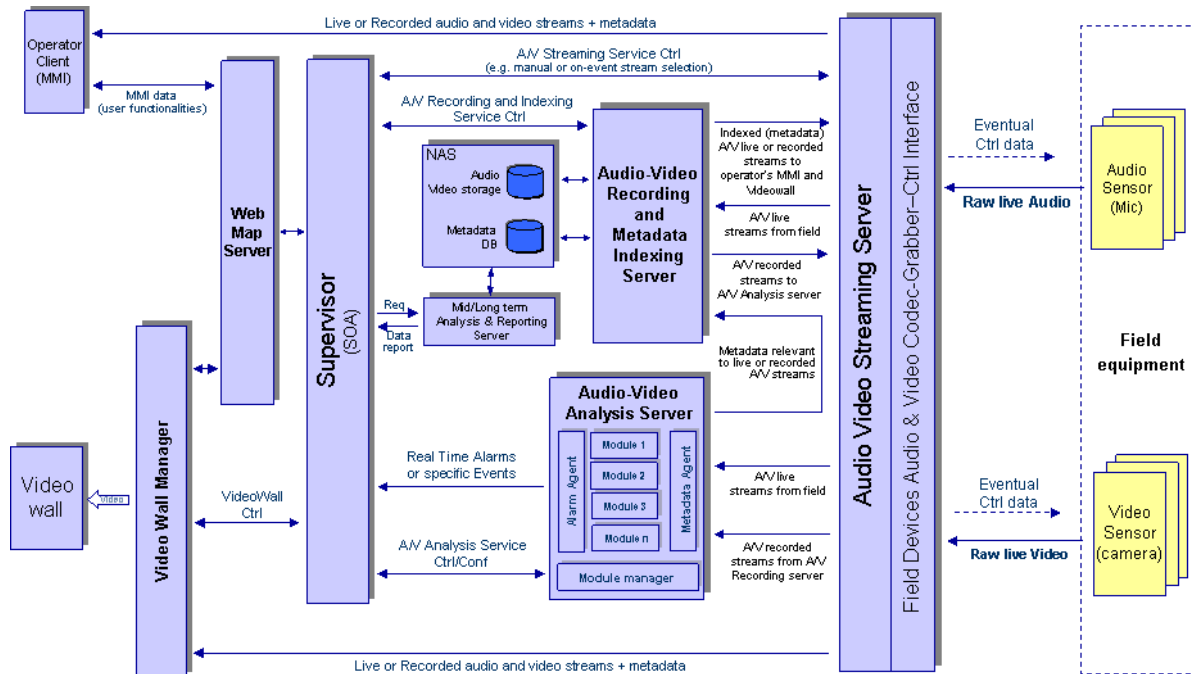 Live or Recorded audio and video streams + metadata
Operator
Client
(MMI)
MMI data
(user functionalities)
A/V Streaming Service Ctrl
(e.g. manual or on-event stream selection)
A/V Recording and Indexing
Service Ctrl
NAS
Audio
Video storage
Metadata
DB
Mid/Long term
Analysis & Reporting
Server
Req
Data
report
Web
Map
Server
Supervisor
(SOA)
Audio-Video
Recording
and
Metadata
Indexing
Server
Indexed (metadata)
A/V live or recorded
streams to
operator's MMI and
Videowall
A/V live
streams from field
A/V recorded
streams to
A/V Analysis server
Metadata relevant
to live or recorded
A/V streams
Audio-Video
Analysis Server
Alarm Agent
Module 1
Module 2
Module 3
Module n
Metadata Agent
Module manager
Real Time Alarms
or specific Events
A/V Analysis Service
Ctrl/Conf
A/V live
streams from field
A/V recorded
streams from A/V
Recording server
Video
wall
Video
Video Wall Manager
VideoWall
Ctrl
Live or Recorded audio and video streams + metadata
Audio Video Streaming Server
Field Devices Audio & Video Codec-Grabber–Ctrl Interface
Eventual
Ctrl data
Raw live Audio
Audio
Sensor
(Mic)
Field
equipment
Eventual
Ctrl data
Raw live Video
Video
Sensor
(camera)